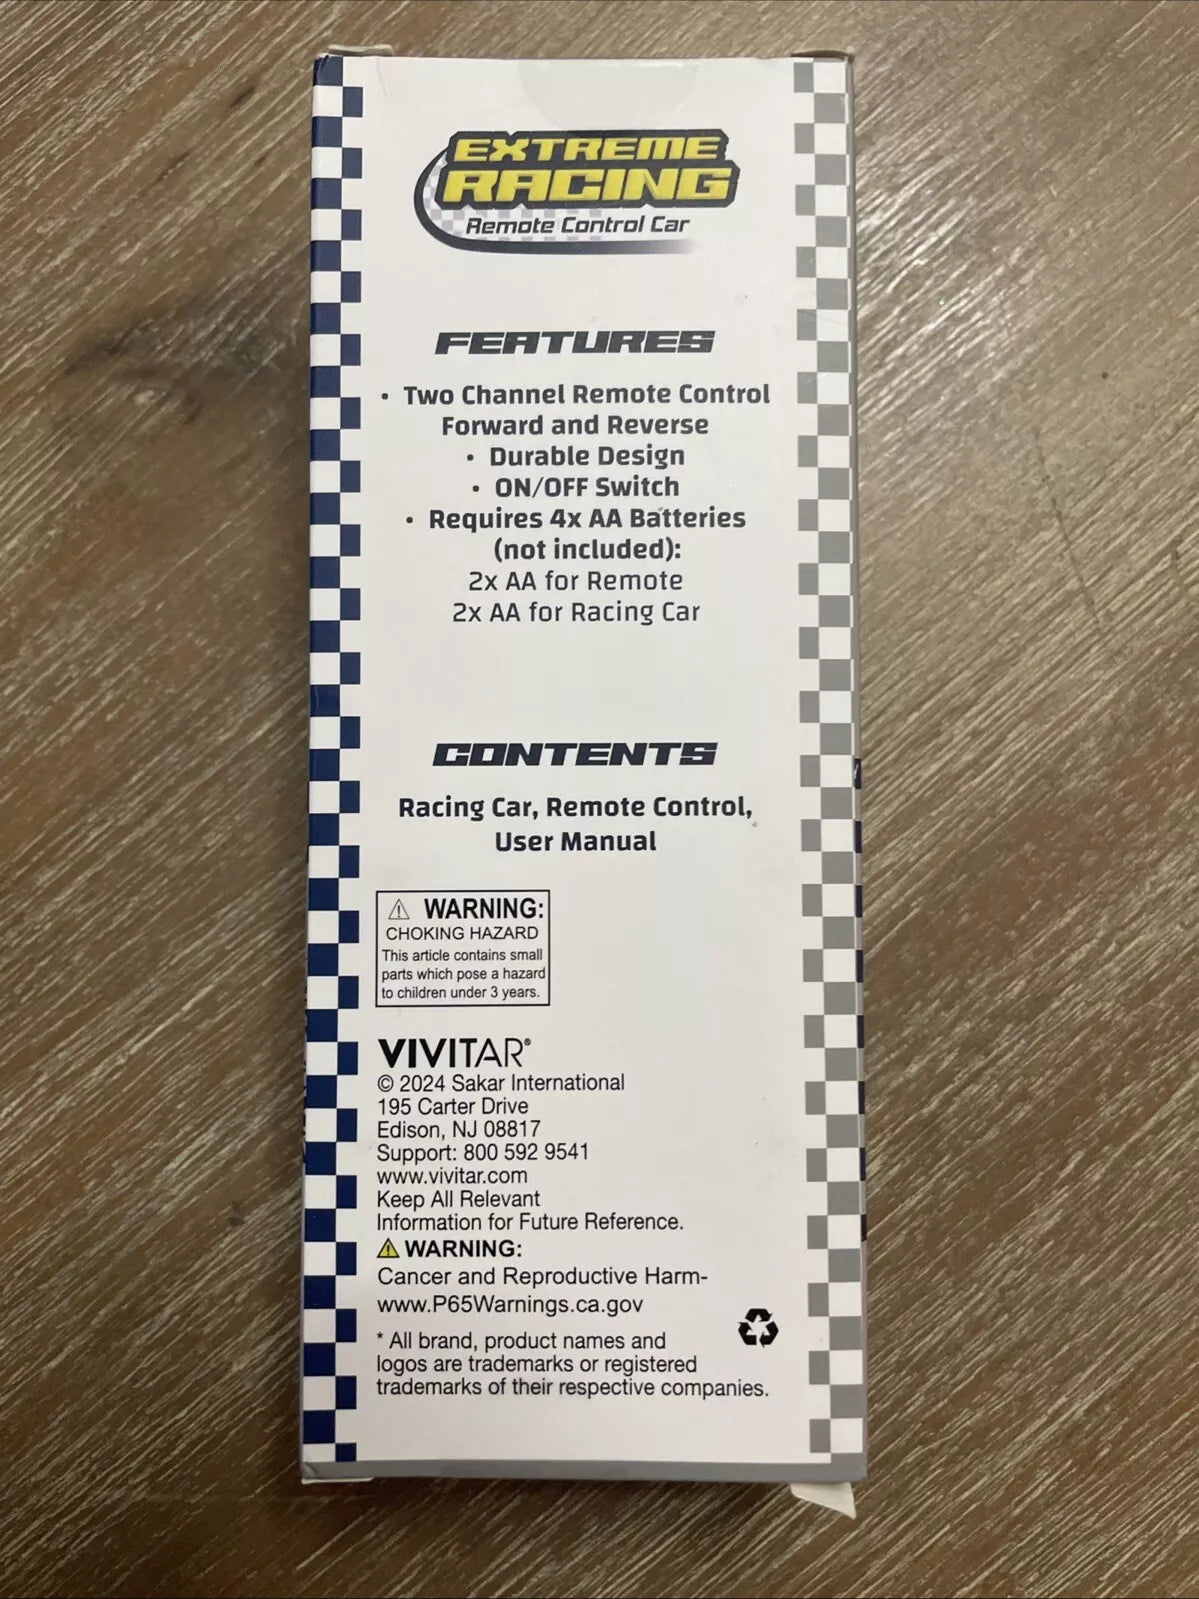 EXTREME
RACING
Remote Control Car
FEATURES
• Two Channel Remote Control
Forward and Reverse
• Durable Design
• ON/OFF Switch
• Requires 4x AA Batteries
(not included):
2x AA for Remote
2x AA for Racing Car
CONTENTS
Racing Car, Remote Control,
User Manual
⚠ WARNING:
CHOKING HAZARD
This article contains small
parts which pose a hazard
to children under 3 years.
VIVITAR®
© 2024 Sakar International
195 Carter Drive
Edison, NJ 08817
Support: 800 592 9541
www.vivitar.com
Keep All Relevant
Information for Future Reference.
⚠ WARNING:
Cancer and Reproductive Harm-
www.P65Warnings.ca.gov
* All brand, product names and
logos are trademarks or registered
trademarks of their respective companies.